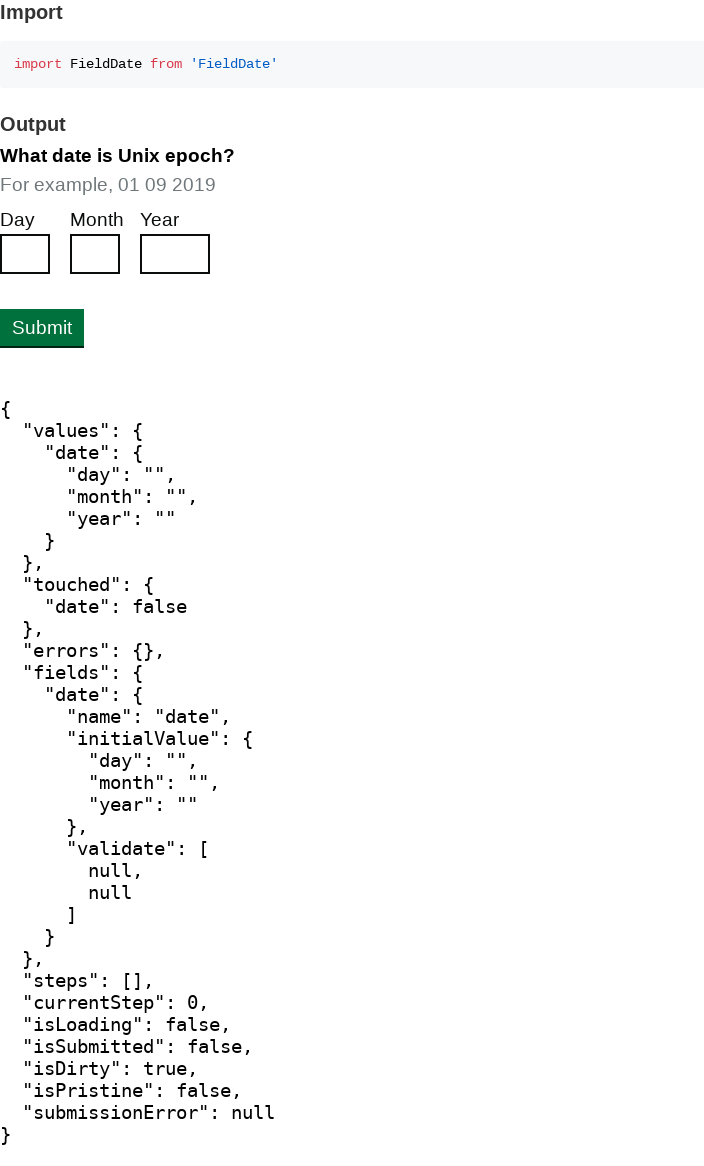 Import
import FieldDate from 'FieldDate'
Output
What date is Unix epoch?
For example, 01 09 2019
Day Month Year
Submit
{
  "values": {
    "date": {
      "day": "",
      "month": "",
      "year": ""
    }
  },
  "touched": {
    "date": false
  },
  "errors": {},
  "fields": {
    "date": {
      "name": "date",
      "initialValue": {
        "day": "",
        "month": "",
        "year": ""
      },
      "validate": [
        null,
        null
      ]
    }
  },
  "steps": [],
  "currentStep": 0,
  "isLoading": false,
  "isSubmitted": false,
  "isDirty": true,
  "isPristine": false,
  "submissionError": null
}